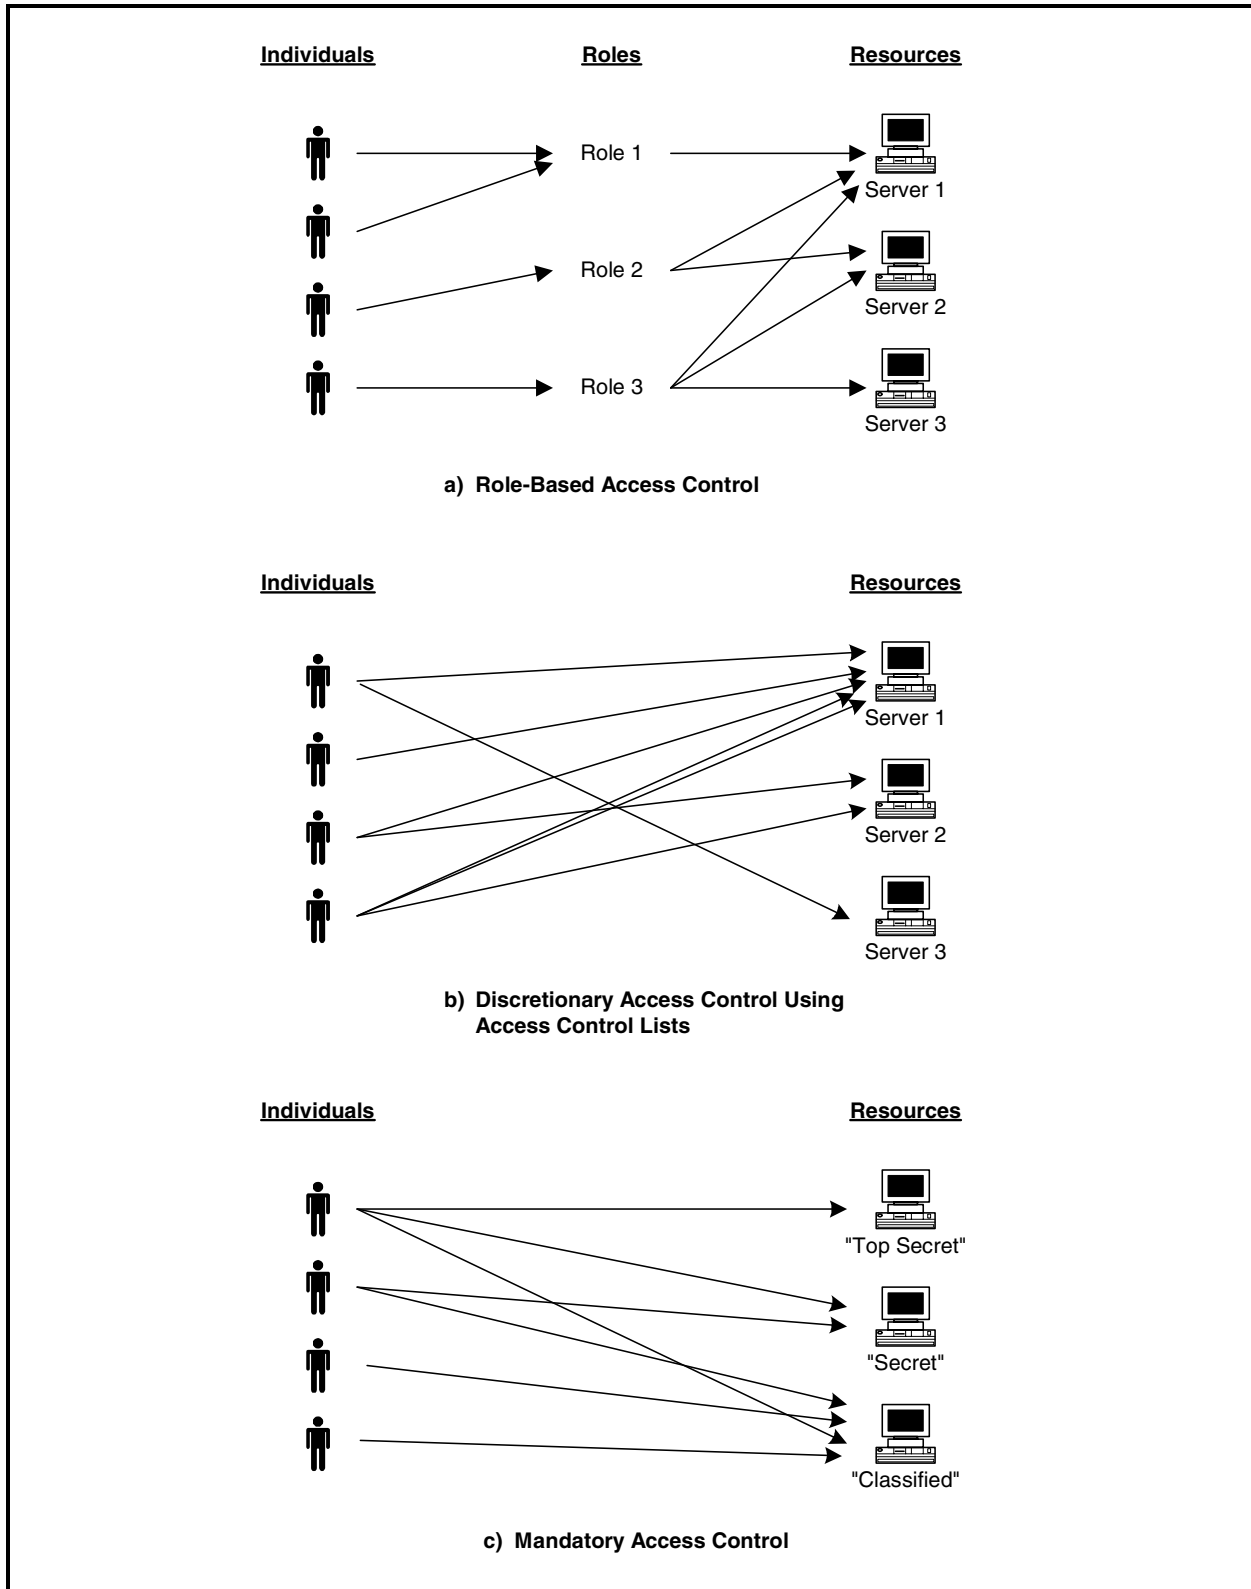 Individuals Roles Resources
Role 1
Server 1
Role 2
Server 2
Role 3
Server 3
a) Role-Based Access Control
Individuals Resources
Server 1
Server 2
Server 3
b) Discretionary Access Control Using
Access Control Lists
Individuals Resources
"Top Secret"
"Secret"
"Classified"
c) Mandatory Access Control